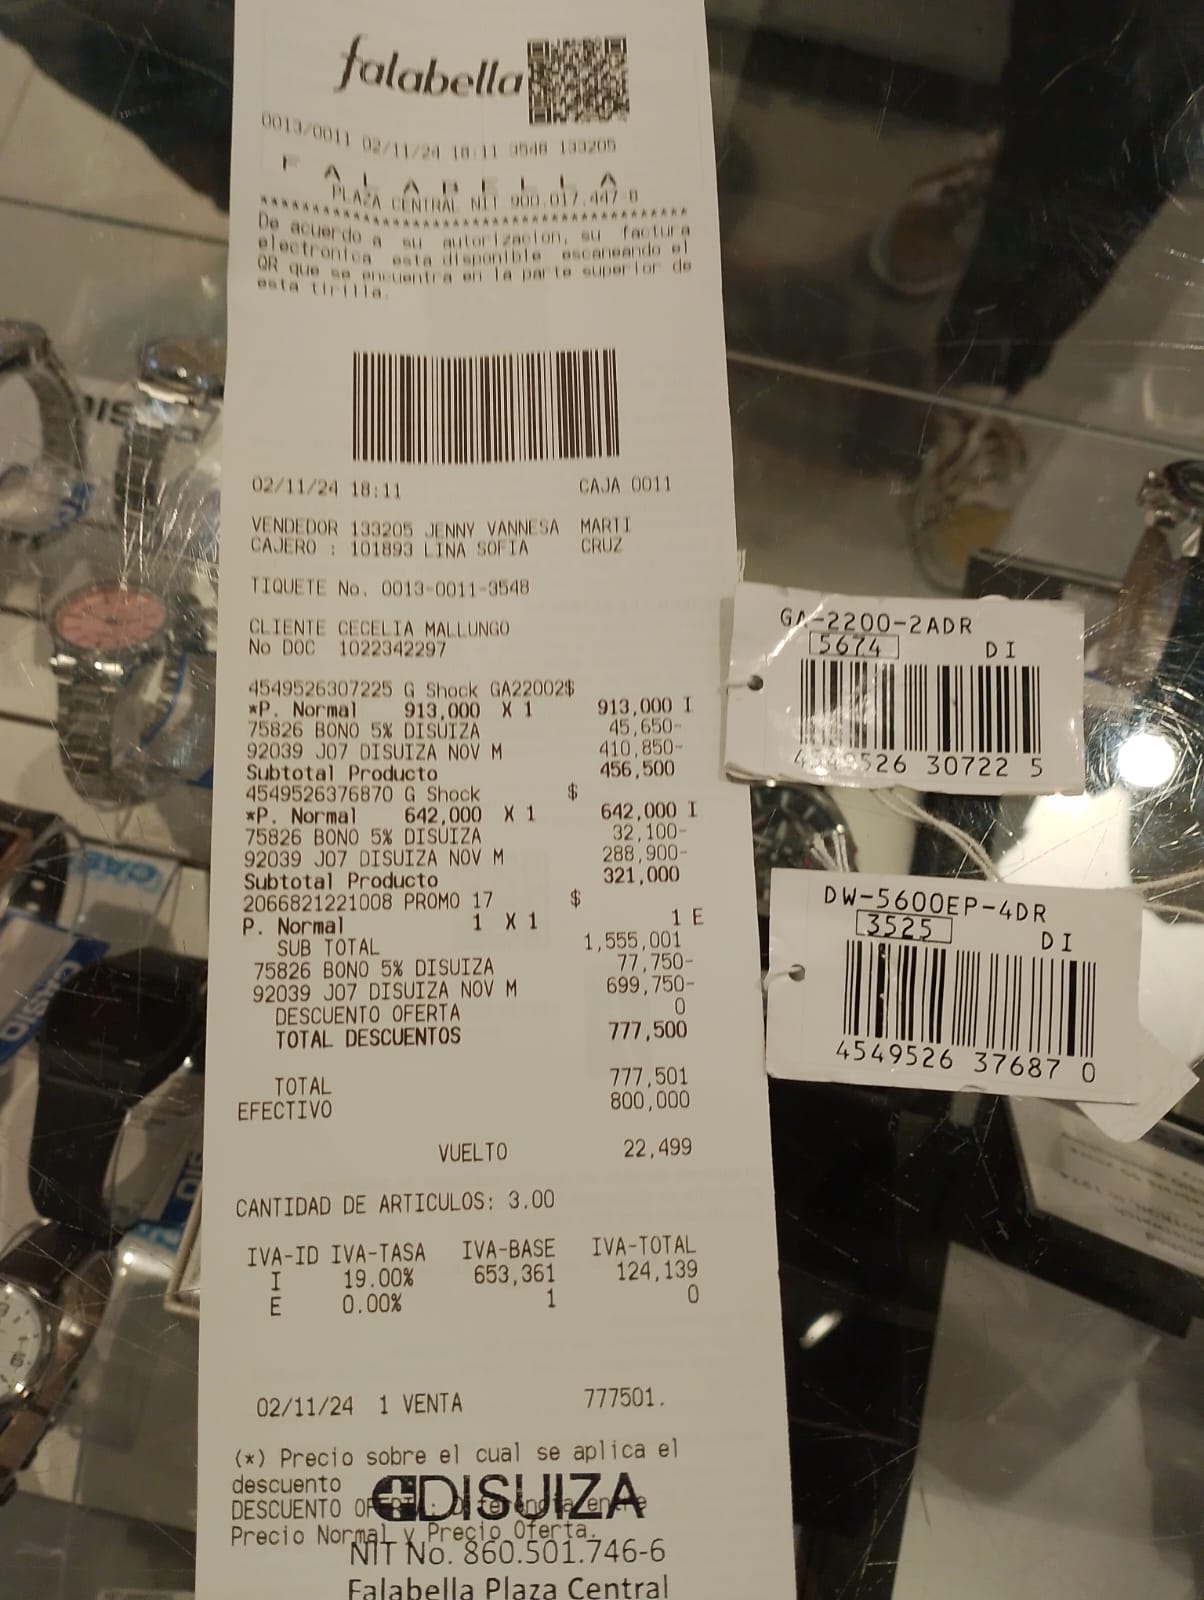 falabella
0013/0011 02/11/24 18:11 3548 133205
F A L A B E L L A
PLAZA CENTRAL NIT 900.017.447-8
****************************************
De acuerdo a su autorizacion, su factura
electronica esta disponible escaneando el
QR que se encuentra en la parte superior de
esta tirilla.
02/11/24 18:11 CAJA 0011
VENDEDOR 133205 JENNY VANNESA MARTI
CAJERO : 101893 LINA SOFIA CRUZ
TIQUETE No. 0013-0011-3548
CLIENTE CECELIA MALLUNGO
No DOC 1022342297
4549526307225 G Shock GA22002$
*P. Normal 913,000 X 1 913,000 I
75826 BONO 5% DISUIZA 45,650-
92039 J07 DISUIZA NOV M 410,850-
Subtotal Producto 456,500
4549526376870 G Shock $
*P. Normal 642,000 X 1 642,000 I
75826 BONO 5% DISUIZA 32,100-
92039 J07 DISUIZA NOV M 288,900-
Subtotal Producto 321,000
2066821221008 PROMO 17 $
P. Normal 1 X 1 1 E
SUB TOTAL 1,555,001
75826 BONO 5% DISUIZA 77,750-
92039 J07 DISUIZA NOV M 699,750-
DESCUENTO OFERTA 0
TOTAL DESCUENTOS 777,500
TOTAL 777,501
EFECTIVO 800,000
VUELTO 22,499
CANTIDAD DE ARTICULOS: 3.00
IVA-ID IVA-TASA IVA-BASE IVA-TOTAL
I 19.00% 653,361 124,139
E 0.00% 1 0
02/11/24 1 VENTA 777501.
(*) Precio sobre el cual se aplica el
descuento
DESCUENTO OFERTA: Diferencia entre
Precio Normal y Precio Oferta.
DISUIZA
NIT No. 860.501.746-6
Falabella Plaza Central
GA-2200-2ADR
5674 DI
4549526 30722 5
DW-5600EP-4DR
3525 DI
4549526 37687 0
CASIO